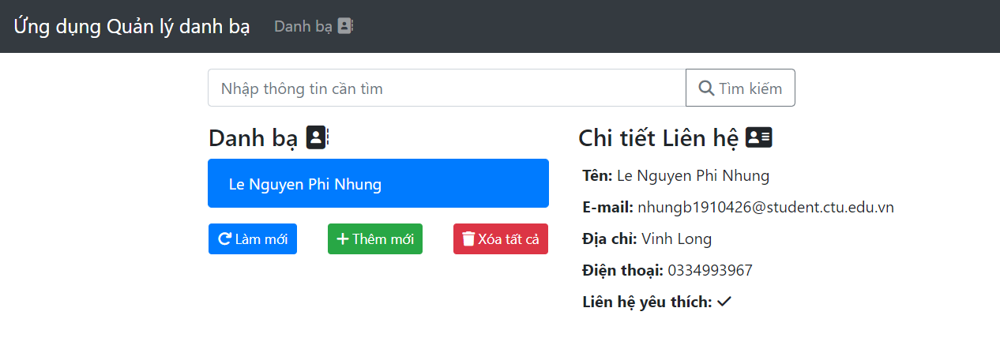 Ứng dụng Quản lý danh bạ Danh bạ
Nhập thông tin cần tìm Tìm kiếm
Danh bạ
Le Nguyen Phi Nhung
Làm mới Thêm mới Xóa tất cả
Chi tiết Liên hệ
Tên: Le Nguyen Phi Nhung
E-mail: nhungb1910426@student.ctu.edu.vn
Địa chỉ: Vinh Long
Điện thoại: 0334993967
Liên hệ yêu thích: